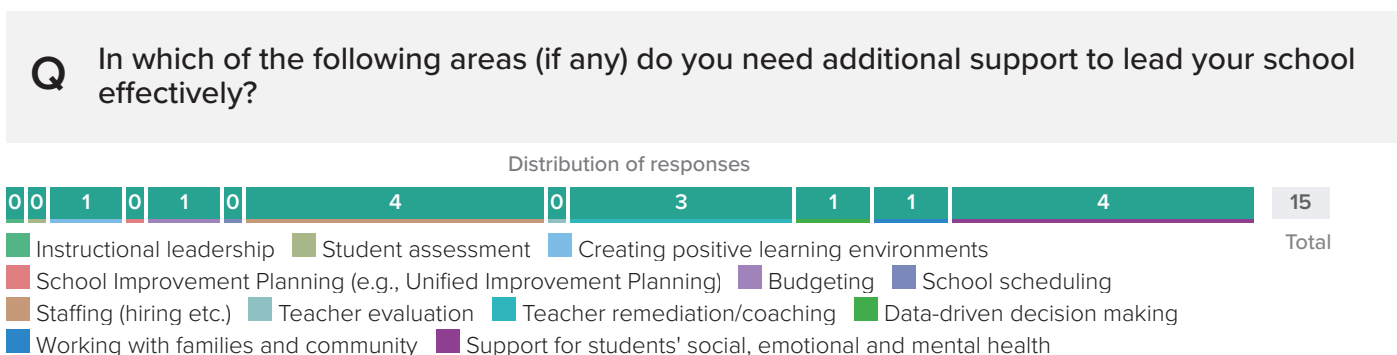 Q In which of the following areas (if any) do you need additional support to lead your school
effectively?
Distribution of responses
0 0 1 0 1 0 4 0 3 1 1 4 15
Total
Instructional leadership Student assessment Creating positive learning environments
School Improvement Planning (e.g., Unified Improvement Planning) Budgeting School scheduling
Staffing (hiring etc.) Teacher evaluation Teacher remediation/coaching Data-driven decision making
Working with families and community Support for students' social, emotional and mental health